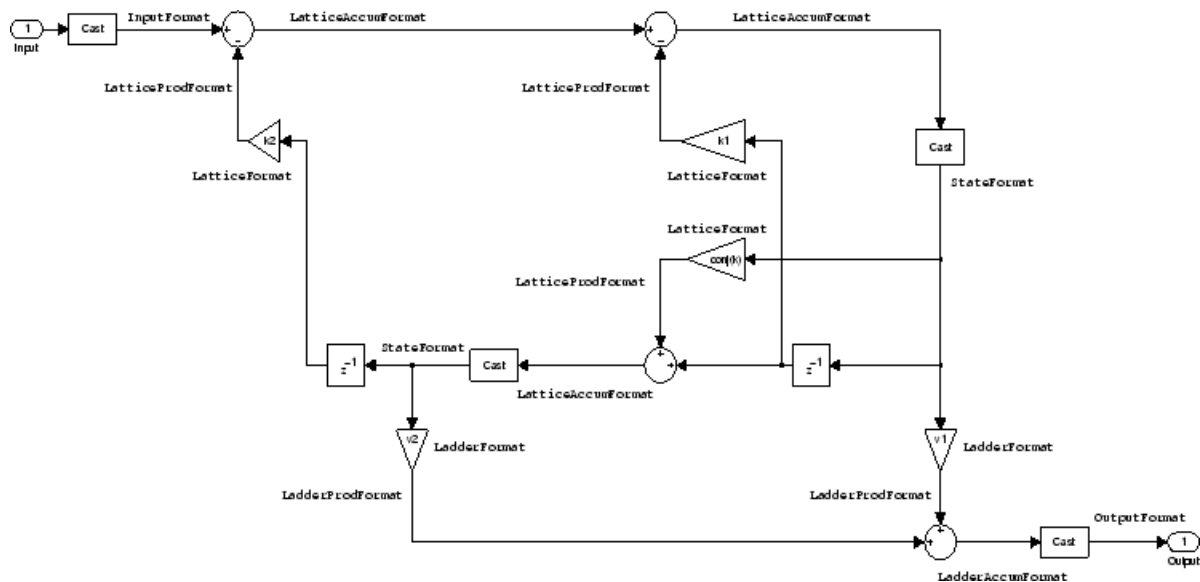 InputFormat
LatticeAccumFormat
LatticeAccumFormat
1
Cast
Input
LatticeProdFormat
LatticeProdFormat
k2
k1
Cast
LatticeFormat
LatticeFormat
StateFormat
LatticeFormat
conj(k)
LatticeProdFormat
StateFormat
z⁻¹
Cast
z⁻¹
LatticeAccumFormat
v2
v1
LadderFormat
LadderFormat
LadderProdFormat
LadderProdFormat
OutputFormat
Cast
1
Output
LadderAccumFormat